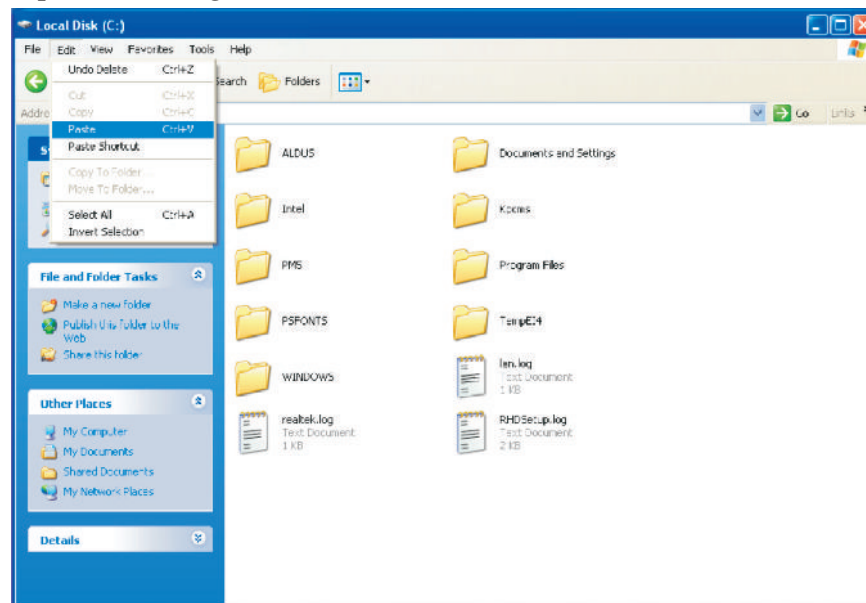 Local Disk (C:)
File Edit View Favorites Tools Help
Undo Delete Ctrl+Z
Search Folders
Cut Ctrl+X
Copy Ctrl+C
Go Links
Paste Ctrl+V
Paste Shortcut
Copy To Folder...
Move To Folder...
Select All Ctrl+A
Invert Selection
ALDUS
Documents and Settings
Intel
Kpcms
File and Folder Tasks
PM5
Program Files
Make a new folder
Publish this folder to the
Web
Share this folder
PSFONTS
TempEI4
WINDOWS
lan.log
Text Document
1 KB
Other Places
My Computer
My Documents
Shared Documents
My Network Places
realtek.log
Text Document
1 KB
RHDSetup.log
Text Document
2 KB
Details